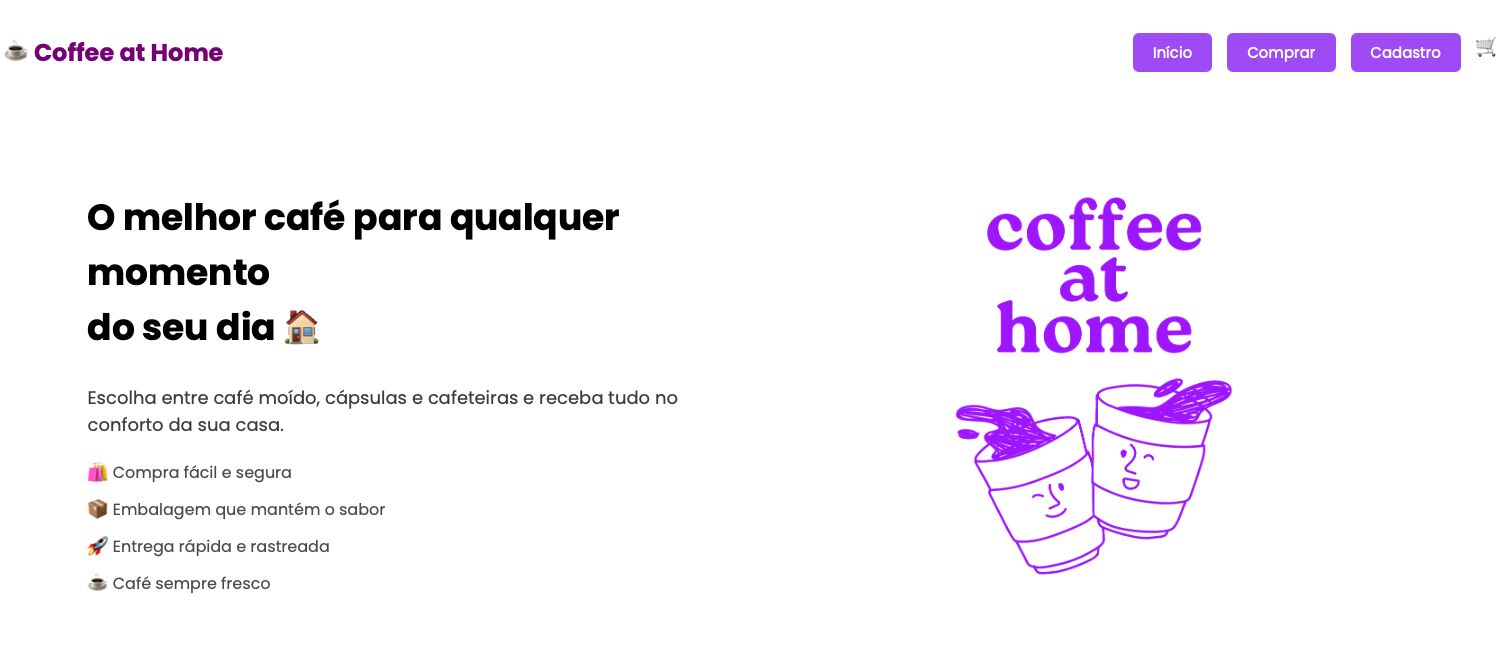 ☕ Coffee at Home
Início
Comprar
Cadastro
🛒
O melhor café para qualquer
momento
do seu dia 🏠
Escolha entre café moído, cápsulas e cafeteiras e receba tudo no
conforto da sua casa.
🛍️ Compra fácil e segura
📦 Embalagem que mantém o sabor
🚀 Entrega rápida e rastreada
☕ Café sempre fresco
coffee
at
home